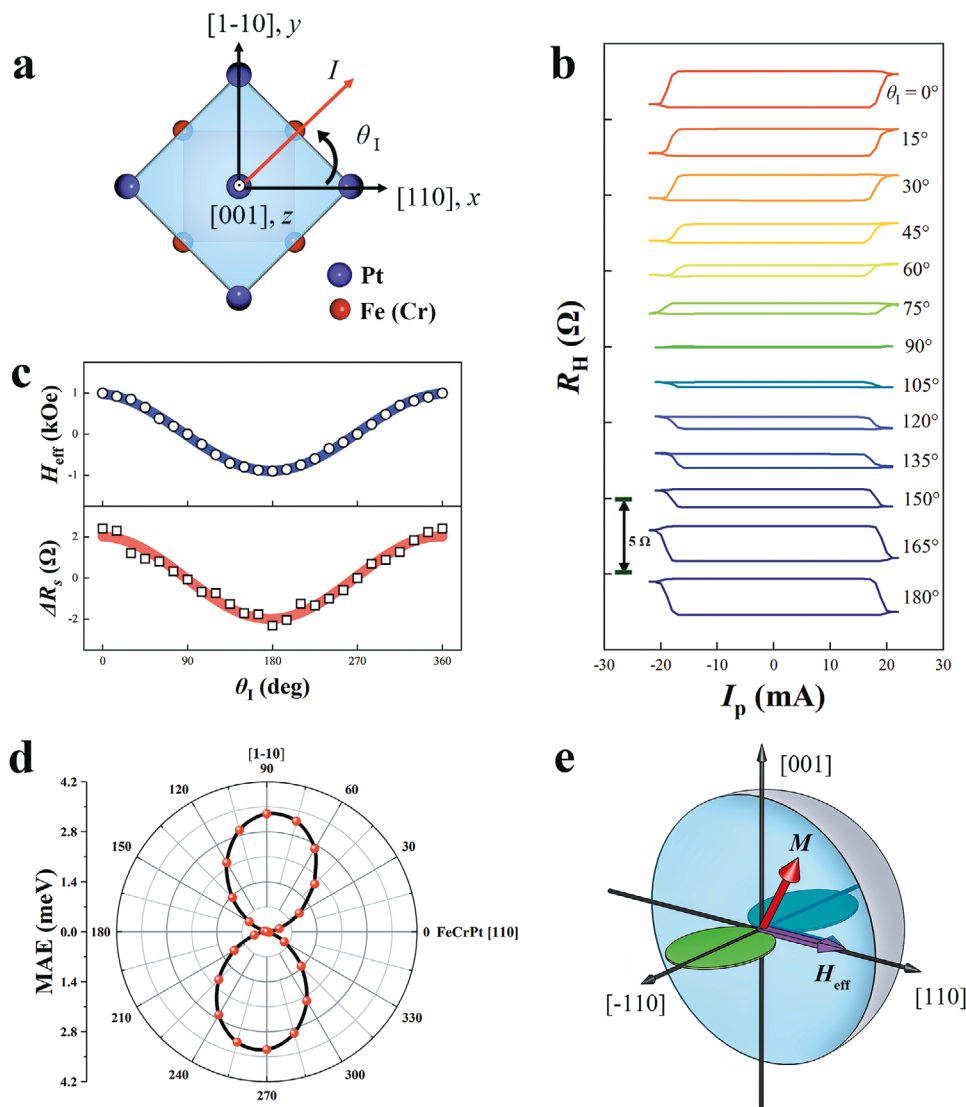 a
[1-10], y
I
θI
[110], x
[001], z
Pt
Fe (Cr)
b
RH (Ω)
θI = 0°
15°
30°
45°
60°
75°
90°
105°
120°
135°
150°
165°
180°
5 Ω
-30 -20 -10 0 10 20 30
Ip (mA)
c
Heff (kOe)
1
0
-1
ΔRs (Ω)
2
0
-2
0 90 180 270 360
θI (deg)
d
MAE (meV)
4.2
2.8
1.4
0.0
1.4
2.8
4.2
[1-10]
90
120 60
150 30
180 0 FeCrPt [110]
210 330
240 300
270
e
[001]
M
Heff
[-110]
[110]